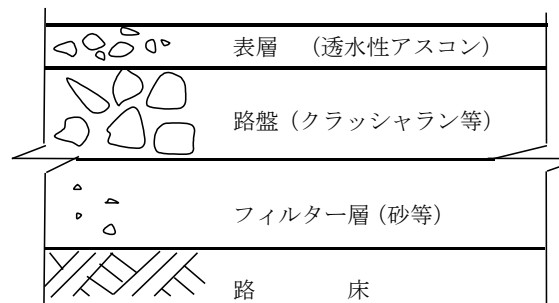 表層　（透水性アスコン）
路盤（クラッシャラン等）
フィルター層（砂等）
路　　　床